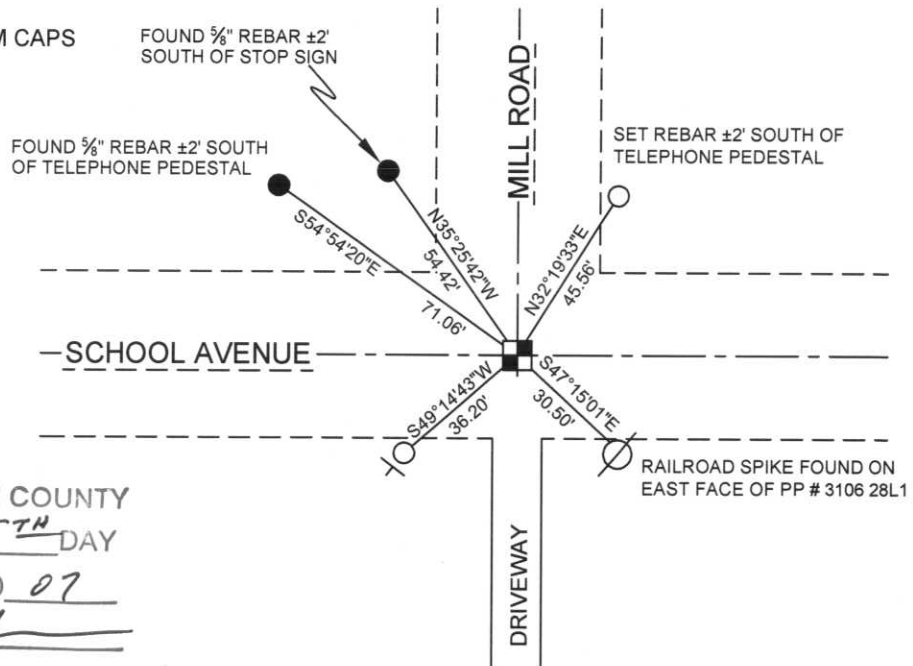 M CAPS
FOUND ⅝" REBAR ±2'
SOUTH OF STOP SIGN
FOUND ⅝" REBAR ±2' SOUTH
OF TELEPHONE PEDESTAL
MILL ROAD
SET REBAR ±2' SOUTH OF
TELEPHONE PEDESTAL
S54°54'20"E
71.06'
N35°25'42"W
54.42'
N32°19'33"E
45.56'
SCHOOL AVENUE
S49°14'43"W
36.20'
S47°15'01"E
30.50'
RAILROAD SPIKE FOUND ON
EAST FACE OF PP # 3106 28L1
DRIVEWAY
COUNTY
TH DAY
07